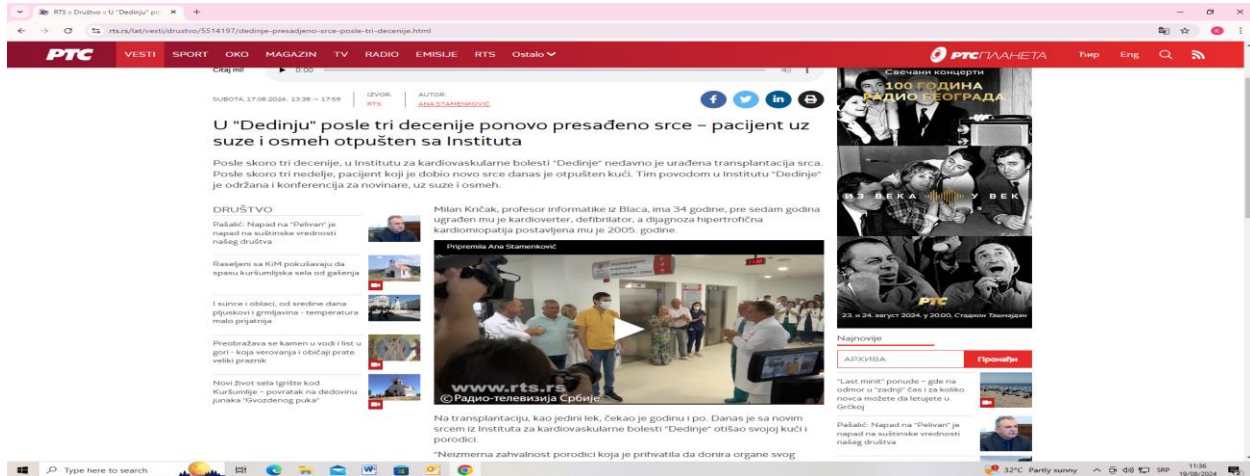 RTS :: Društvo :: U "Dedinju" po
rts.rs/lat/vesti/drustvo/5514197/dedinje-presadjeno-srce-posle-tri-decenije.html
РТС VESTI SPORT OKO MAGAZIN TV RADIO EMISIJE RTS Ostalo РТС ПЛАНЕТА Ћир Eng
Čitaj mi! 0:00
SUBOTA, 17.08.2024, 13:38 -> 17:59
IZVOR:
RTS
AUTOR:
ANA STAMENKOVIĆ
U "Dedinju" posle tri decenije ponovo presađeno srce – pacijent uz
suze i osmeh otpušten sa Instituta
Posle skoro tri decenije, u Institutu za kardiovaskularne bolesti "Dedinje" nedavno je urađena transplantacija srca.
Posle skoro tri nedelje, pacijent koji je dobio novo srce danas je otpušten kući. Tim povodom u Institutu "Dedinje"
je održana i konferencija za novinare, uz suze i osmeh.
DRUŠTVO
Pašalić: Napad na "Pelivan" je
napad na suštinske vrednosti
našeg društva
Raseljeni sa KiM pokušavaju da
spasu kuršumlijska sela od gašenja
I sunce i oblaci, od sredine dana
pljuskovi i grmljavina - temperatura
malo prijatnija
Preobražava se kamen u vodi i list u
gori - koja verovanja i običaji prate
veliki praznik
Novi život sela Igrište kod
Kuršumlije – povratak na dedovinu
junaka "Gvozdenog puka"
Milan Kričak, profesor informatike iz Blaca, ima 34 godine, pre sedam godina
ugrađen mu je kardioverter, defibrilator, a dijagnoza hipertrofična
kardiomiopatija postavljena mu je 2005. godine.
Pripremila Ana Stamenković
www.rts.rs
© Радио-телевизија Србије
Na transplantaciju, kao jedini lek, čekao je godinu i po. Danas je sa novim
srcem iz Instituta za kardiovaskularne bolesti "Dedinje" otišao svojoj kući i
porodici.
"Neizmerna zahvalnost porodici koja je prihvatila da donira organe svog
Свечани концерти
100 ГОДИНА
РАДИО БЕОГРАДА
ИЗ ВЕКА У ВЕК
РТС
23. и 24. август 2024. у 20.00, Стадион Ташмајдан
Najnovije
АРХИВА Пронађи
"Last minit" ponude – gde na
odmor u "zadnji" čas i za koliko
novca možete da letujete u
Grčkoj
Pašalić: Napad na "Pelivan" je
napad na suštinske vrednosti
našeg društva
Type here to search
32°C Partly sunny SRP 11:36
19/08/2024